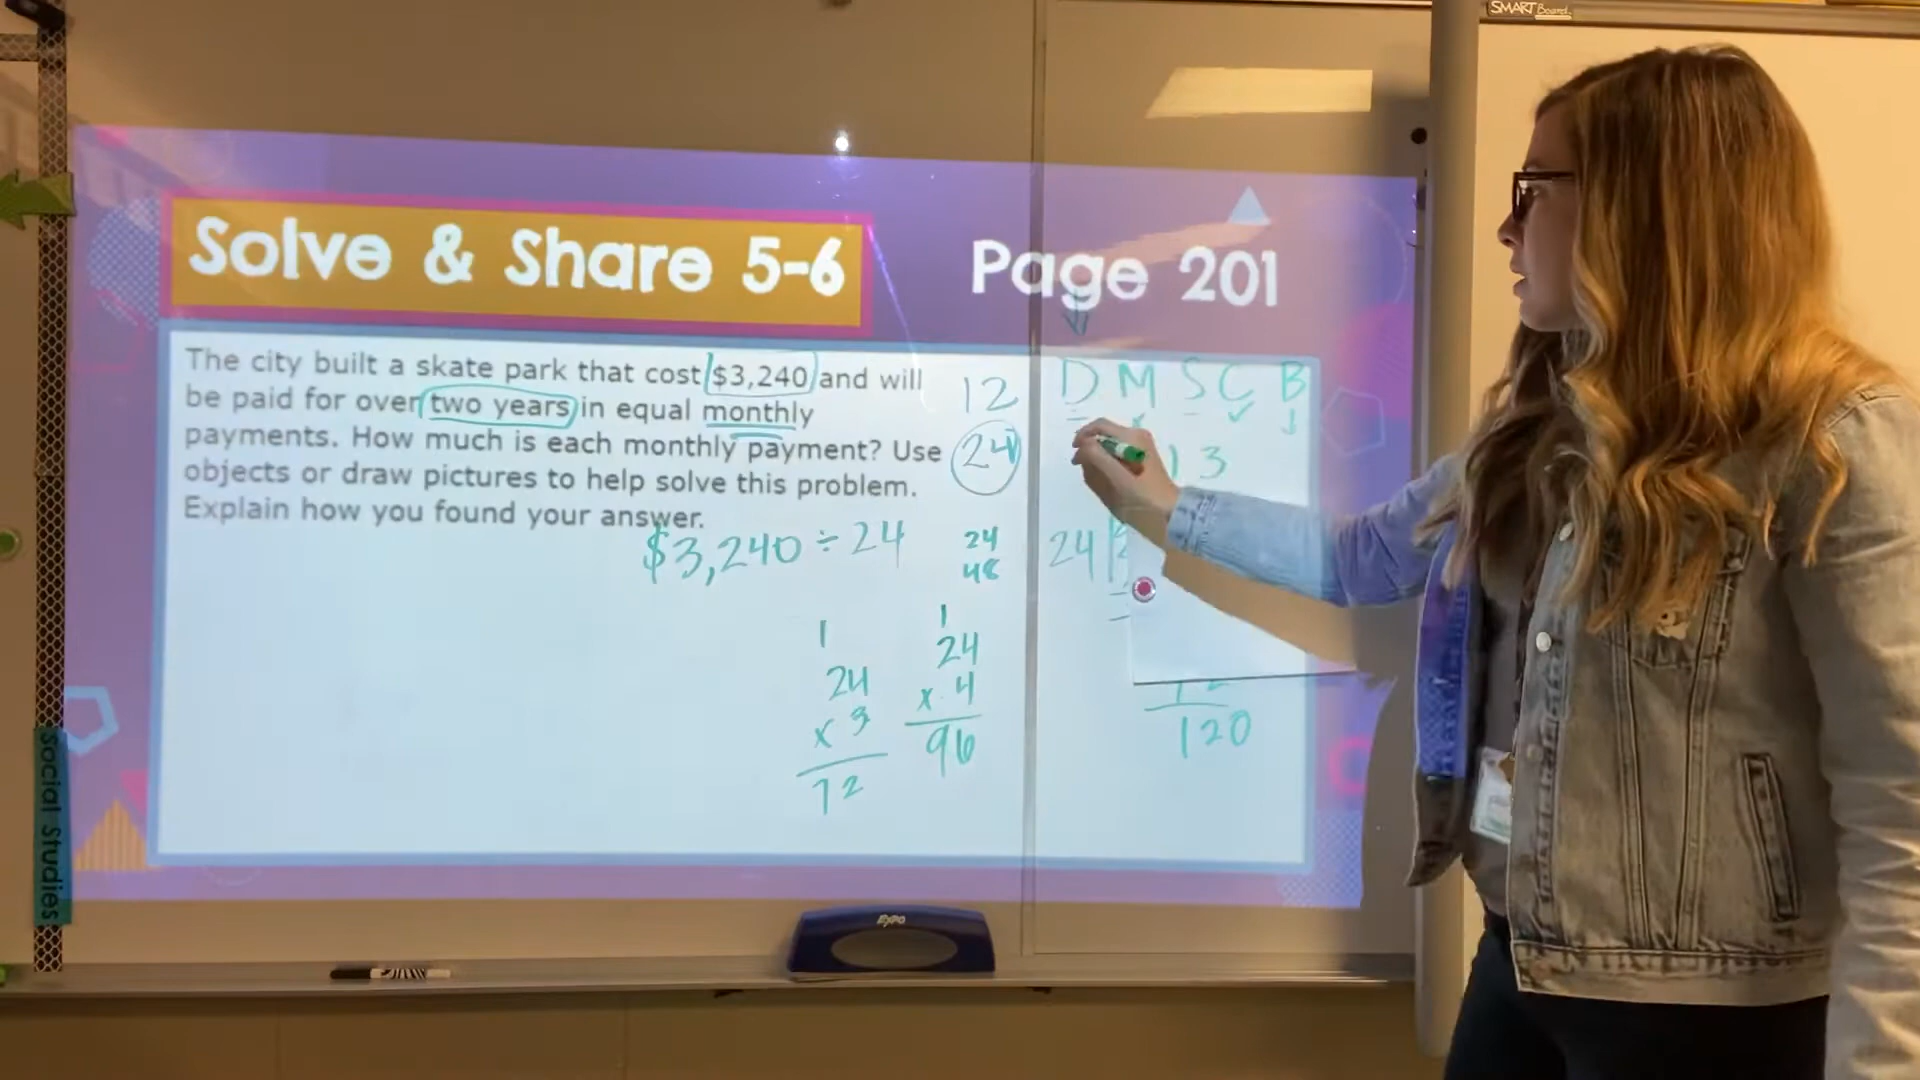 SMART Board
Solve & Share 5-6
Page 201
The city built a skate park that cost $3,240 and will
be paid for over two years in equal monthly
payments. How much is each monthly payment? Use
objects or draw pictures to help solve this problem.
Explain how you found your answer.
12
24
D M S C B
13
$3,240 ÷ 24
24
48
24
1
24
x 3
72
1
24
x 4
96
120
Social Studies
EXPO